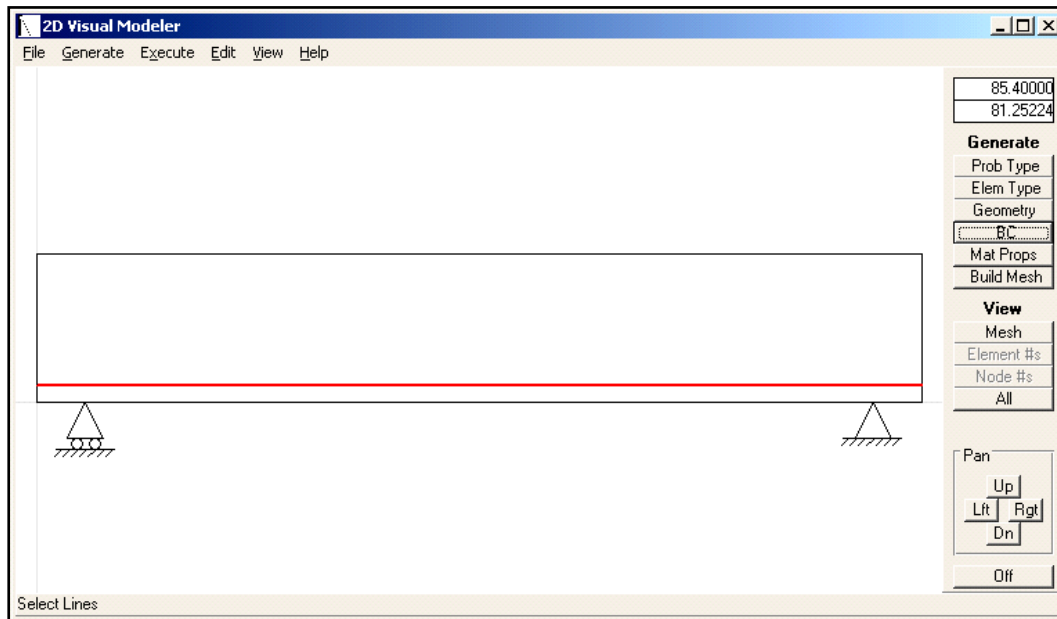 2D Visual Modeler
File Generate Execute Edit View Help
85.40000
81.25224
Generate
Prob Type
Elem Type
Geometry
BC
Mat Props
Build Mesh
View
Mesh
Element #s
Node #s
All
Pan
Up
Lft Rgt
Dn
Off
Select Lines